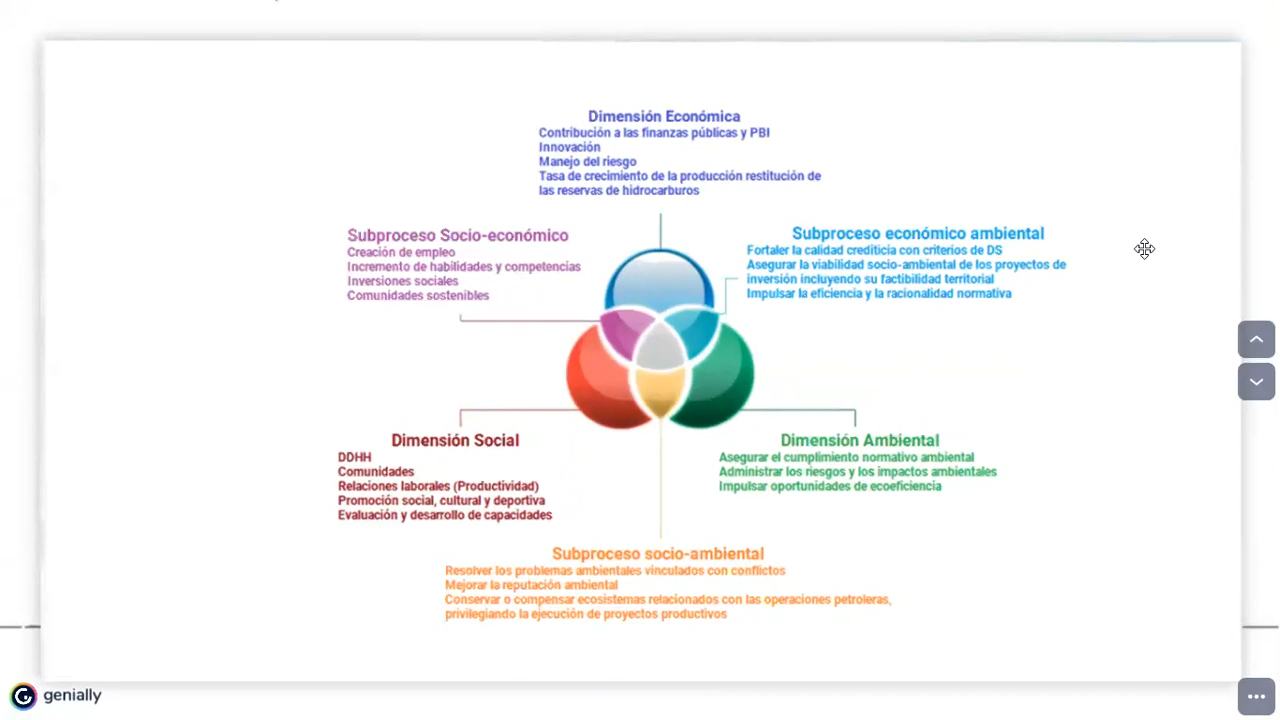 Dimensión Económica
Contribución a las finanzas públicas y PBI
Innovación
Manejo del riesgo
Tasa de crecimiento de la producción restitución de
las reservas de hidrocarburos
Subproceso Socio-económico
Creación de empleo
Incremento de habilidades y competencias
Inversiones sociales
Comunidades sostenibles
Subproceso económico ambiental
Fortaler la calidad crediticia con criterios de DS
Asegurar la viabilidad socio-ambiental de los proyectos de
inversión incluyendo su factibilidad territorial
Impulsar la eficiencia y la racionalidad normativa
Dimensión Social
DDHH
Comunidades
Relaciones laborales (Productividad)
Promoción social, cultural y deportiva
Evaluación y desarrollo de capacidades
Dimensión Ambiental
Asegurar el cumplimiento normativo ambiental
Administrar los riesgos y los impactos ambientales
Impulsar oportunidades de ecoeficiencia
Subproceso socio-ambiental
Resolver los problemas ambientales vinculados con conflictos
Mejorar la reputación ambiental
Conservar o compensar ecosistemas relacionados con las operaciones petroleras,
privilegiando la ejecución de proyectos productivos
genially